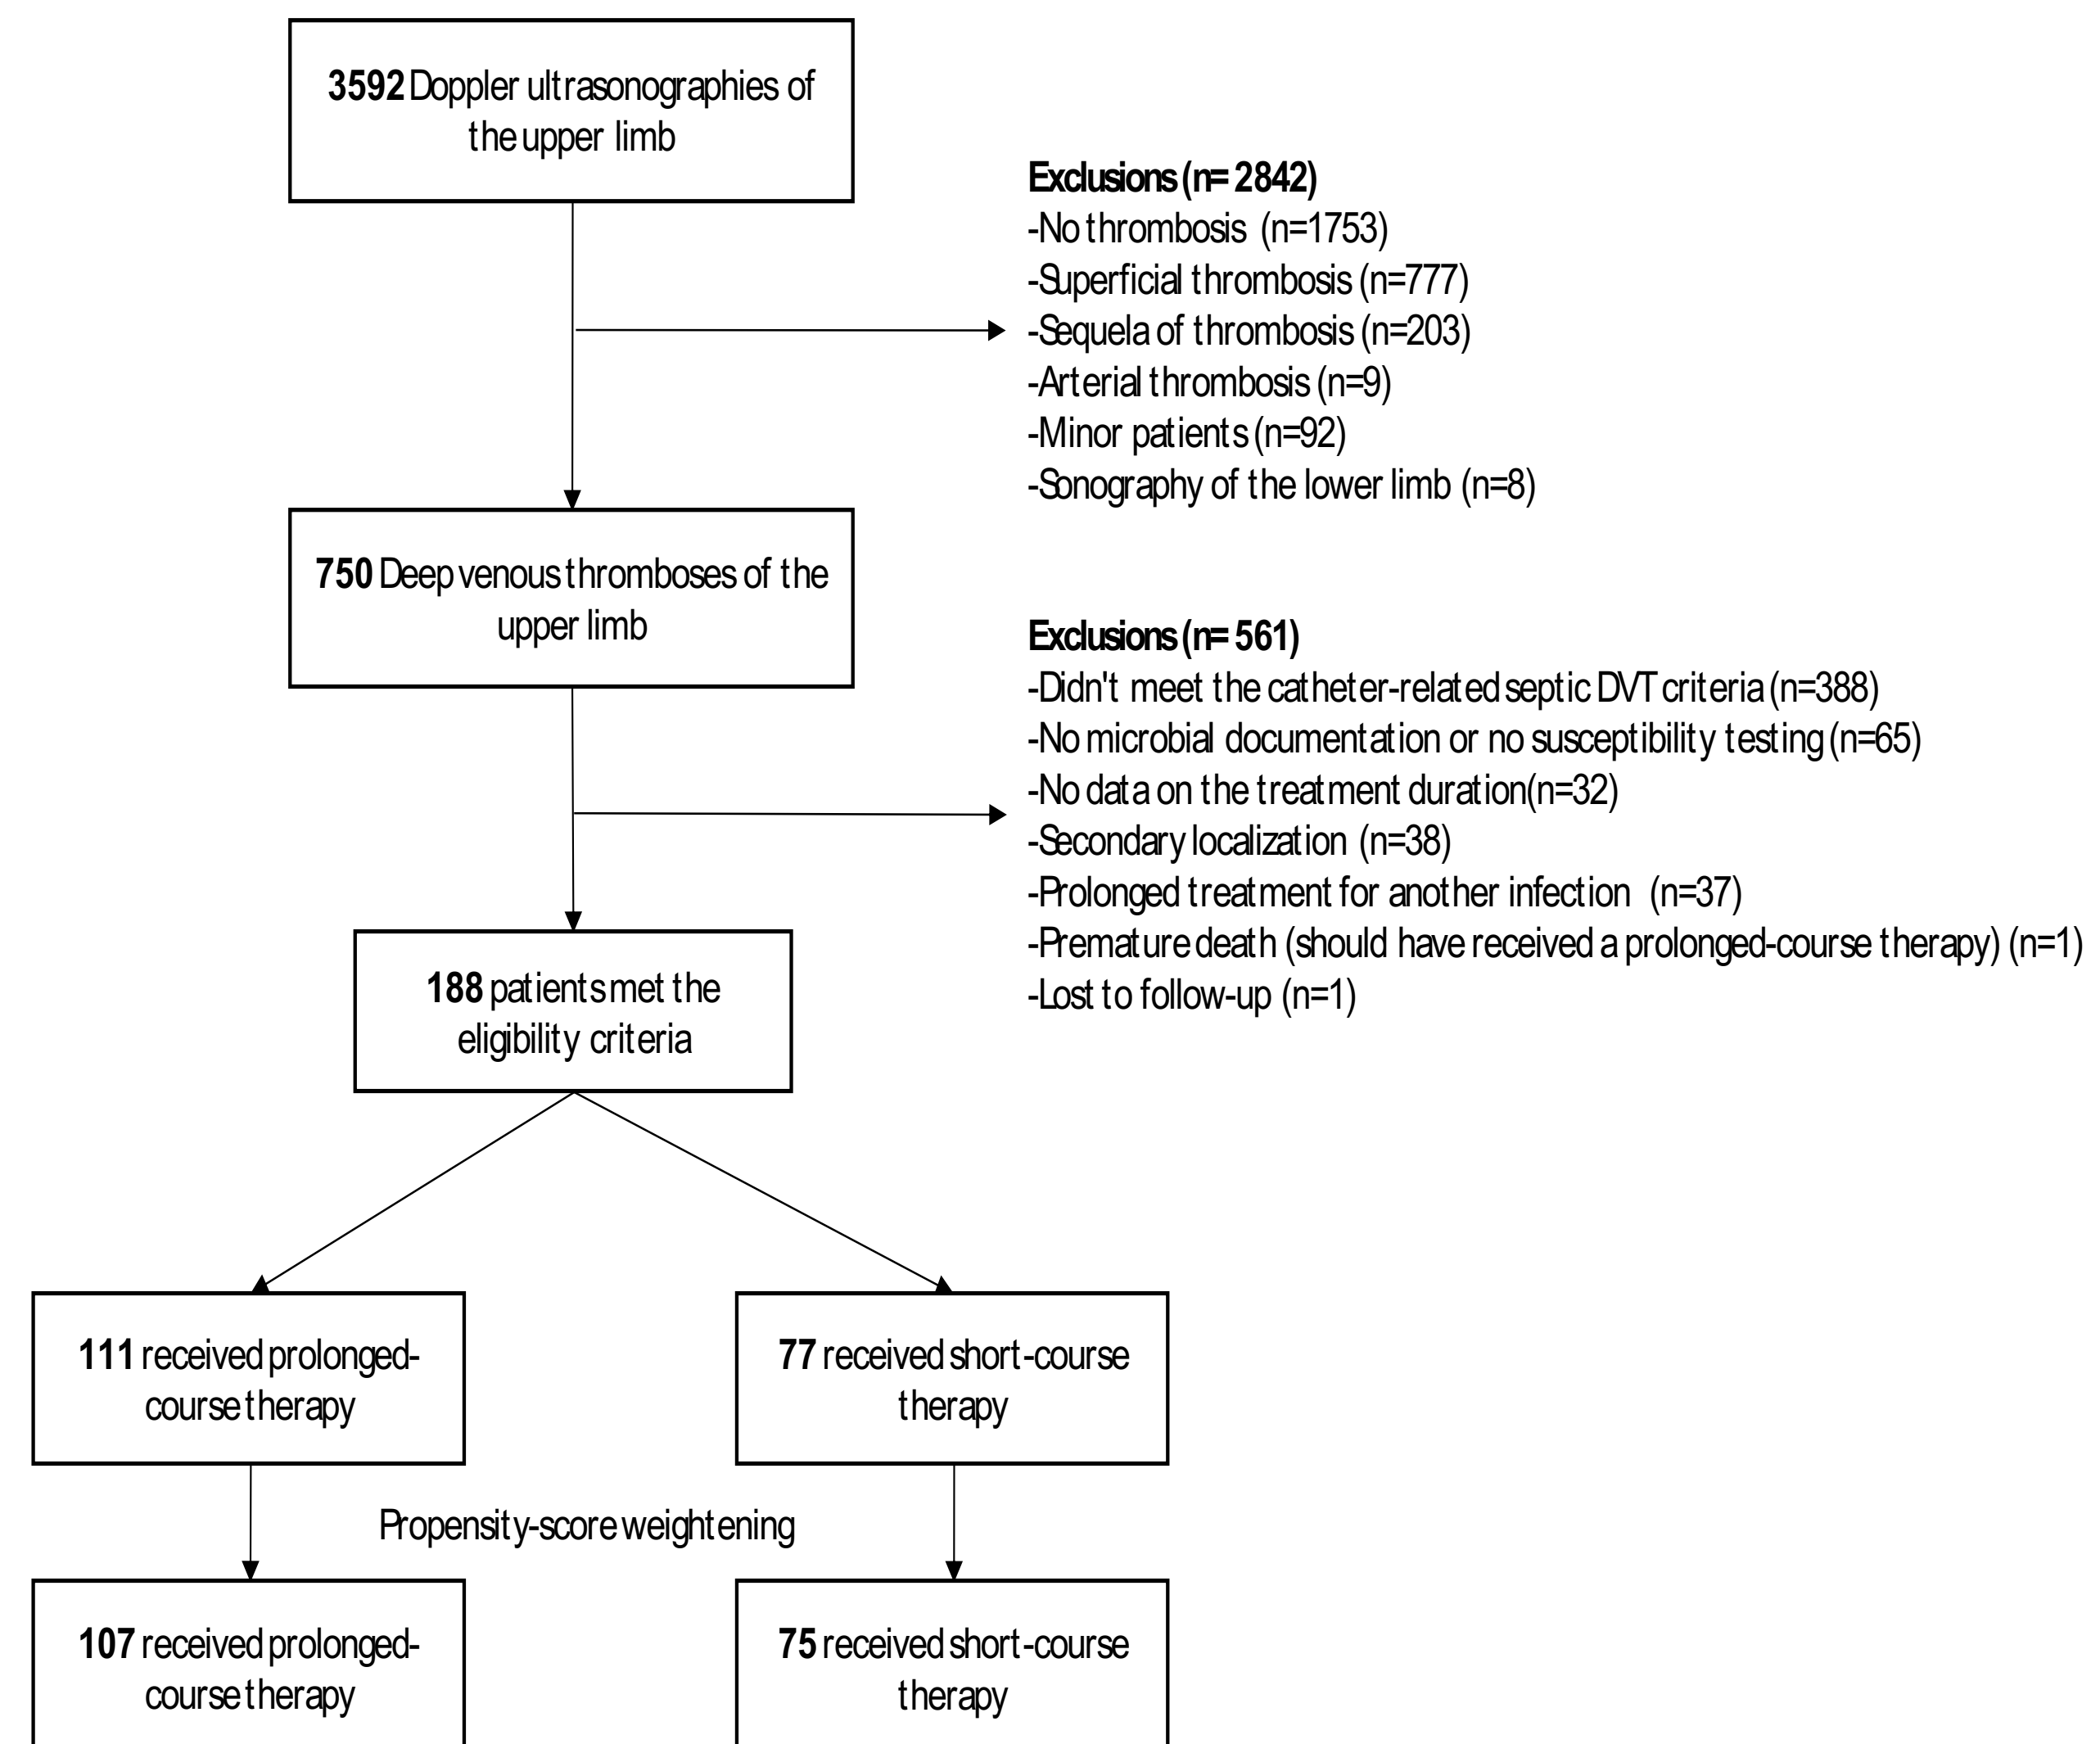 3592 Doppler ultrasonographies of
the upper limb
Exclusions (n= 2842)
-No thrombosis (n=1753)
-Superficial thrombosis (n=777)
-Sequela of thrombosis (n=203)
-Arterial thrombosis (n=9)
-Minor patients (n=92)
-Sonography of the lower limb (n=8)
750 Deep venous thromboses of the
upper limb
Exclusions (n= 561)
-Didn't meet the catheter-related septic DVT criteria (n=388)
-No microbial documentation or no susceptibility testing (n=65)
-No data on the treatment duration(n=32)
-Secondary localization (n=38)
-Prolonged treatment for another infection (n=37)
-Premature death (should have received a prolonged-course therapy) (n=1)
-Lost to follow-up (n=1)
188 patients met the
eligibility criteria
111 received prolonged-
course therapy
77 received short-course
therapy
Propensity-score weightening
107 received prolonged-
course therapy
75 received short-course
therapy